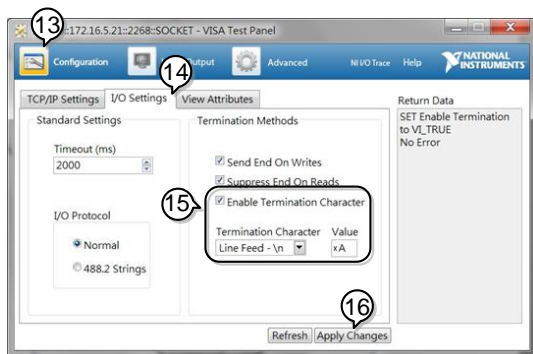 13
::172.16.5.21::2268::SOCKET - VISA Test Panel
Configuration
Output
Advanced
NI I/O Trace
Help
NATIONAL
INSTRUMENTS
14
TCP/IP Settings
I/O Settings
View Attributes
Return Data
Standard Settings
Termination Methods
SET Enable Termination
to VI_TRUE
No Error
Timeout (ms)
2000
Send End On Writes
Suppress End On Reads
15
Enable Termination Character
I/O Protocol
Termination Character
Value
Normal
Line Feed - \n
xA
488.2 Strings
16
Refresh
Apply Changes